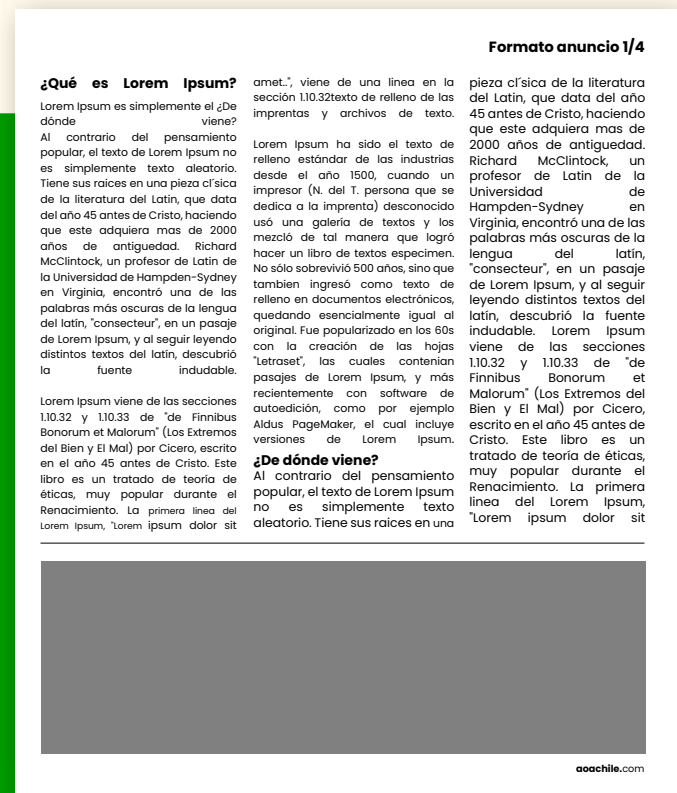 Formato anuncio 1/4
¿Qué es Lorem Ipsum?
Lorem Ipsum es simplemente el ¿De
dónde viene?
Al contrario del pensamiento
popular, el texto de Lorem Ipsum no
es simplemente texto aleatorio.
Tiene sus raices en una pieza cl´sica
de la literatura del Latin, que data
del año 45 antes de Cristo, haciendo
que este adquiera mas de 2000
años de antiguedad. Richard
McClintock, un profesor de Latin de
la Universidad de Hampden-Sydney
en Virginia, encontró una de las
palabras más oscuras de la lengua
del latín, "consecteur", en un pasaje
de Lorem Ipsum, y al seguir leyendo
distintos textos del latín, descubrió
la fuente indudable.
Lorem Ipsum viene de las secciones
1.10.32 y 1.10.33 de "de Finnibus
Bonorum et Malorum" (Los Extremos
del Bien y El Mal) por Cicero, escrito
en el año 45 antes de Cristo. Este
libro es un tratado de teoría de
éticas, muy popular durante el
Renacimiento. La primera linea del
Lorem Ipsum, "Lorem ipsum dolor sit
amet..", viene de una linea en la
sección 1.10.32texto de relleno de las
imprentas y archivos de texto.
Lorem Ipsum ha sido el texto de
relleno estándar de las industrias
desde el año 1500, cuando un
impresor (N. del T. persona que se
dedica a la imprenta) desconocido
usó una galería de textos y los
mezcló de tal manera que logró
hacer un libro de textos especimen.
No sólo sobrevivió 500 años, sino que
tambien ingresó como texto de
relleno en documentos electrónicos,
quedando esencialmente igual al
original. Fue popularizado en los 60s
con la creación de las hojas
"Letraset", las cuales contenian
pasajes de Lorem Ipsum, y más
recientemente con software de
autoedición, como por ejemplo
Aldus PageMaker, el cual incluye
versiones de Lorem Ipsum.
¿De dónde viene?
Al contrario del pensamiento
popular, el texto de Lorem Ipsum
no es simplemente texto
aleatorio. Tiene sus raices en una
pieza cl´sica de la literatura
del Latin, que data del año
45 antes de Cristo, haciendo
que este adquiera mas de
2000 años de antiguedad.
Richard McClintock, un
profesor de Latin de la
Universidad de
Hampden-Sydney en
Virginia, encontró una de las
palabras más oscuras de la
lengua del latín,
"consecteur", en un pasaje
de Lorem Ipsum, y al seguir
leyendo distintos textos del
latín, descubrió la fuente
indudable. Lorem Ipsum
viene de las secciones
1.10.32 y 1.10.33 de "de
Finnibus Bonorum et
Malorum" (Los Extremos del
Bien y El Mal) por Cicero,
escrito en el año 45 antes de
Cristo. Este libro es un
tratado de teoría de éticas,
muy popular durante el
Renacimiento. La primera
linea del Lorem Ipsum,
"Lorem ipsum dolor sit
aoachile.com